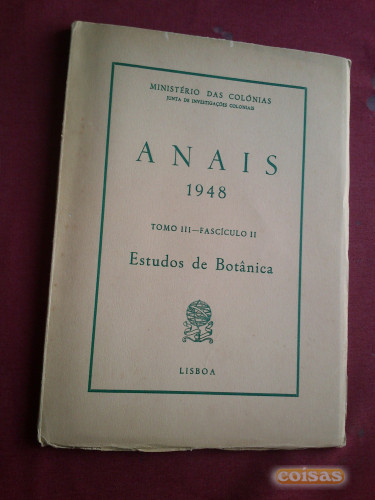 MINISTÉRIO DAS COLÓNIAS
JUNTA DE INVESTIGAÇÕES COLONIAIS
ANAIS
1948
TOMO III—FASCÍCULO II
Estudos de Botânica
LISBOA
coisas